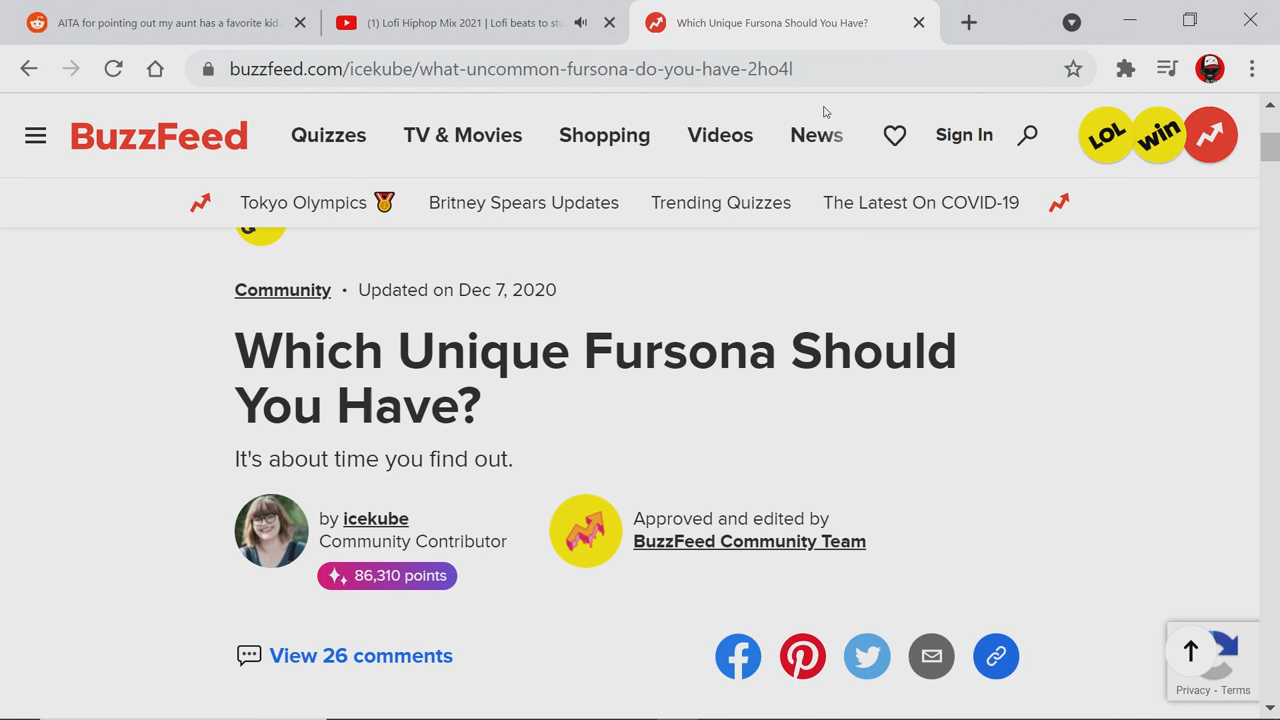 AITA for pointing out my aunt has a favorite kid
(1) Lofi Hiphop Mix 2021 | Lofi beats to stu
Which Unique Fursona Should You Have?
buzzfeed.com/icekube/what-uncommon-fursona-do-you-have-2ho4l
BuzzFeed Quizzes TV & Movies Shopping Videos News Sign In LOL win
Tokyo Olympics Britney Spears Updates Trending Quizzes The Latest On COVID-19
Community • Updated on Dec 7, 2020
Which Unique Fursona Should
You Have?
It's about time you find out.
by icekube
Community Contributor
86,310 points
Approved and edited by
BuzzFeed Community Team
View 26 comments
Privacy - Terms